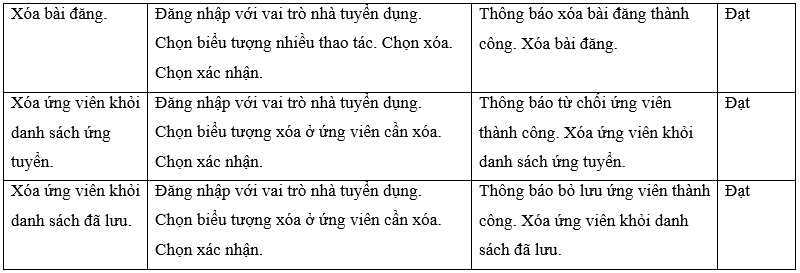 Xóa bài đăng.
Đăng nhập với vai trò nhà tuyển dụng.
Chọn biểu tượng nhiều thao tác. Chọn xóa.
Chọn xác nhận.
Thông báo xóa bài đăng thành
công. Xóa bài đăng.
Đạt
Xóa ứng viên khỏi
danh sách ứng
tuyển.
Đăng nhập với vai trò nhà tuyển dụng.
Chọn biểu tượng xóa ở ứng viên cần xóa.
Chọn xác nhận.
Thông báo từ chối ứng viên
thành công. Xóa ứng viên khỏi
danh sách ứng tuyển.
Đạt
Xóa ứng viên khỏi
danh sách đã lưu.
Đăng nhập với vai trò nhà tuyển dụng.
Chọn biểu tượng xóa ở ứng viên cần xóa.
Chọn xác nhận.
Thông báo bỏ lưu ứng viên thành
công. Xóa ứng viên khỏi danh
sách đã lưu.
Đạt